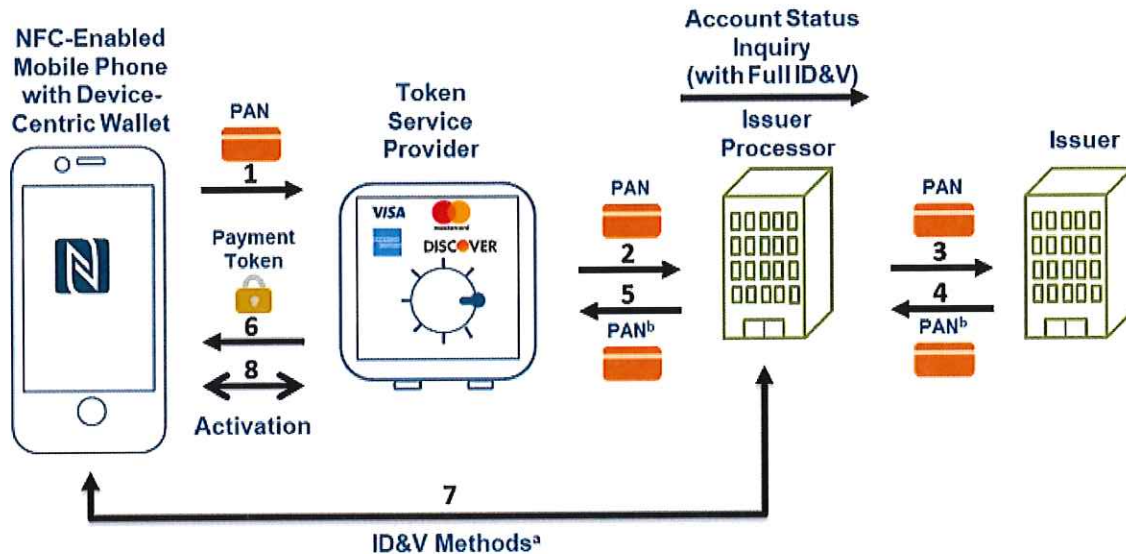 NFC-Enabled
Mobile Phone
with Device-
Centric Wallet
PAN
1
Token
Service
Provider
Account Status
Inquiry
(with Full ID&V)
Issuer
Processor
Issuer
VISA
mastercard
DISCOVER
PAN
2
5
PANᵇ
PAN
3
4
PANᵇ
Payment
Token
6
8
Activation
N
7
ID&V Methodsᵃ